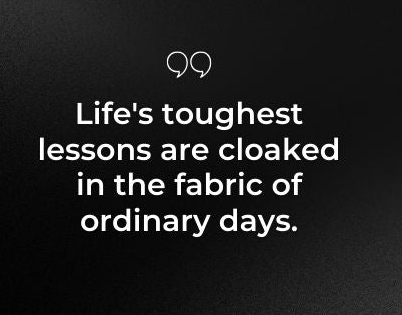 Life's toughest
lessons are cloaked
in the fabric of
ordinary days.